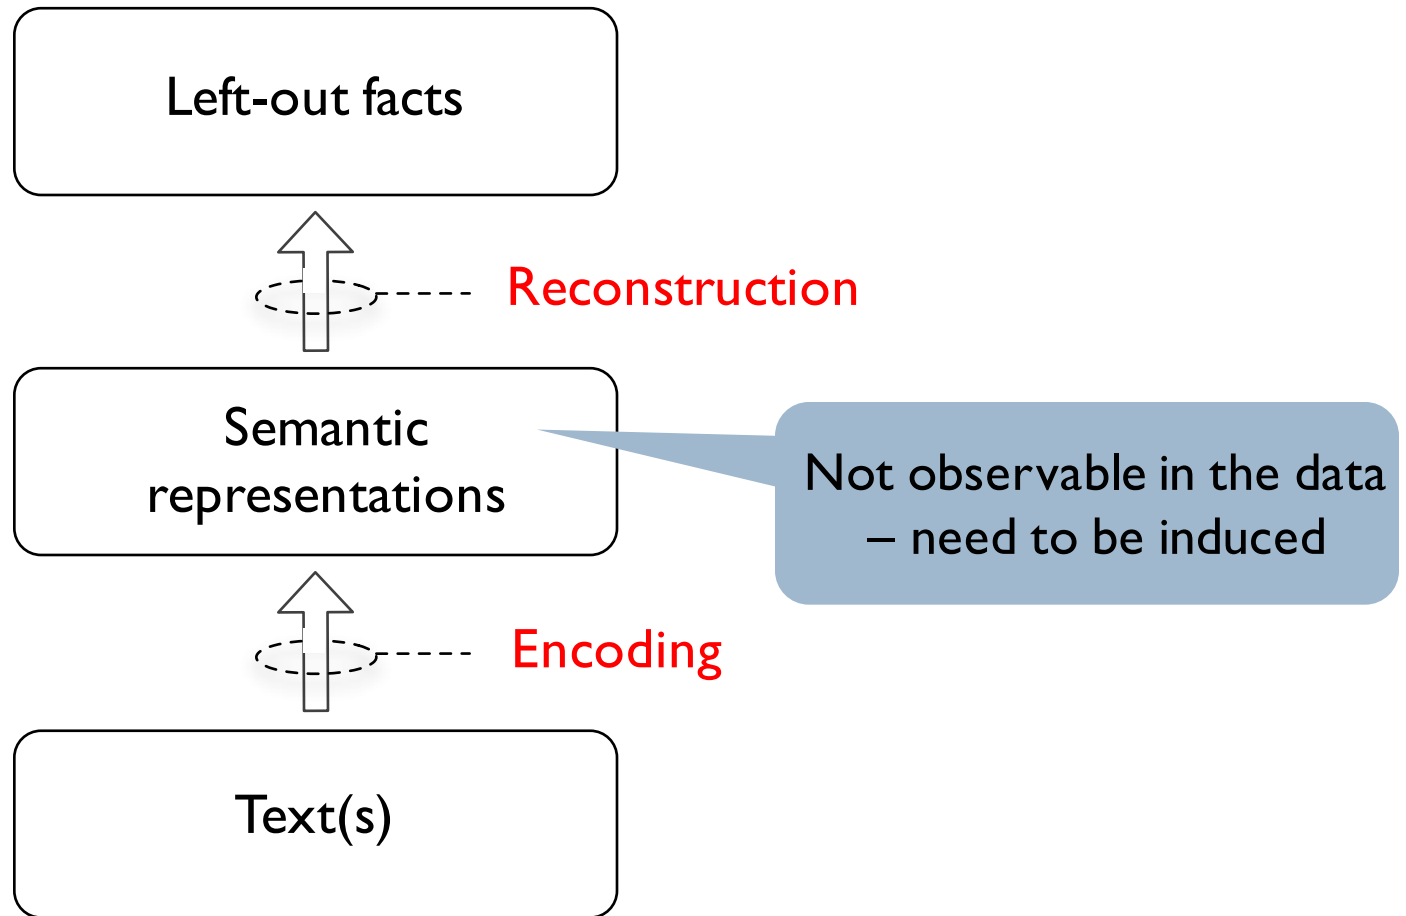 Left-out facts
Reconstruction
Semantic
representations
Not observable in the data
– need to be induced
Encoding
Text(s)